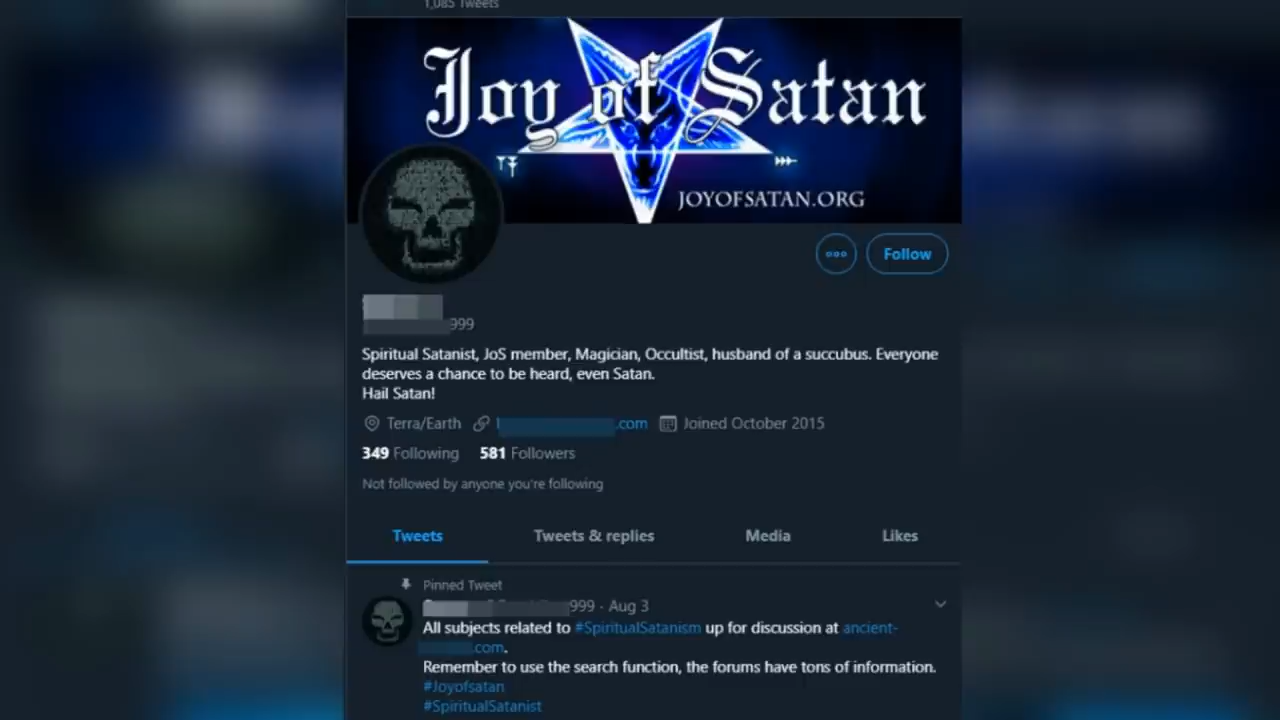 1,085 Tweets
Joy of Satan
JOYOFSATAN.ORG
Follow
999
Spiritual Satanist, JoS member, Magician, Occultist, husband of a succubus. Everyone
deserves a chance to be heard, even Satan.
Hail Satan!
Terra/Earth .com Joined October 2015
349 Following 581 Followers
Not followed by anyone you're following
Tweets Tweets & replies Media Likes
Pinned Tweet
999 · Aug 3
All subjects related to #SpiritualSatanism up for discussion at ancient-
.com.
Remember to use the search function, the forums have tons of information.
#Joyofsatan
#SpiritualSatanist